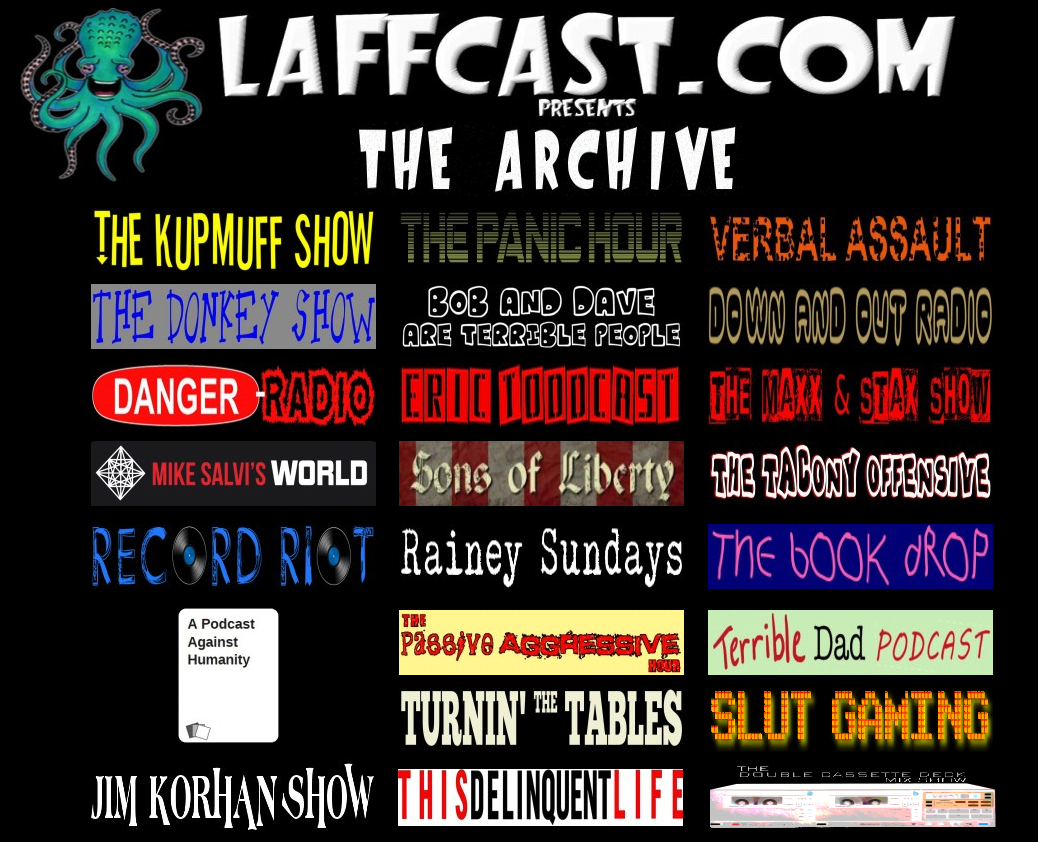 LAFFCAST.COM
PRESENTS
THE ARCHIVE
THE KUPMUFF SHOW
THE PANIC HOUR
VERBAL ASSAULT
THE DONKEY SHOW
BOB AND DAVE
ARE TERRIBLE PEOPLE
DOWN AND OUT RADIO
DANGER-RADIO
ERIC TODDCAST
THE MAXX & STAX SHOW
MIKE SALVI'S WORLD
Sons of Liberty
THE TACONY OFFENSIVE
RECORD RIOT
Rainey Sundays
THE bOOK dROP
A Podcast
Against
Humanity
THE
Passive AGGRESSIVE
HOUR
Terrible Dad PODCAST
TURNIN' THE TABLES
SLUT GAMING
JIM KORHAN SHOW
THISDELINQUENTLIFE
THE
DOUBLE CASSETTE DECK
MIX SHOW